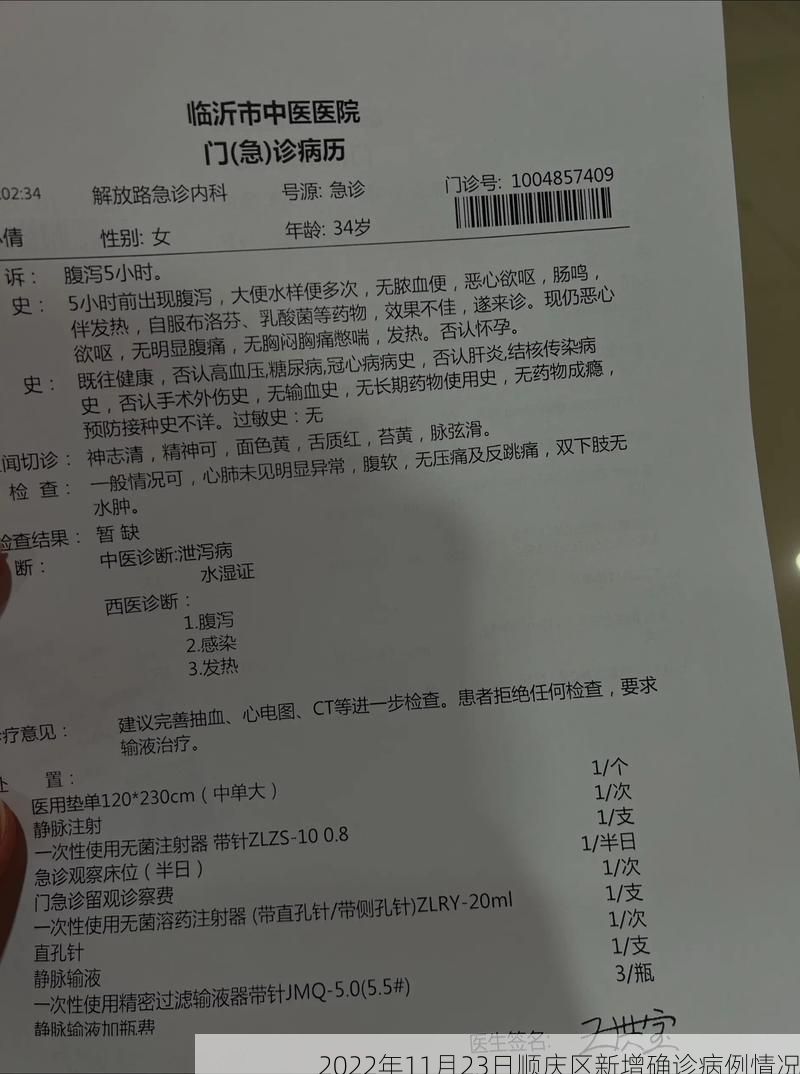 临沂市中医医院
门(急)诊病历
02:34 解放路急诊内科 号源: 急诊 门诊号: 1004857409
倩 性别: 女 年龄: 34岁
诉： 腹泻5小时。
史： 5小时前出现腹泻，大便水样便多次，无脓血便，恶心欲呕，肠鸣，
伴发热，自服布洛芬、乳酸菌等药物，效果不佳，遂来诊。现仍恶心
欲呕，无明显腹痛，无胸闷胸痛憋喘，发热。否认怀孕。
史： 既往健康，否认高血压,糖尿病,冠心病病史，否认肝炎,结核传染病
史，否认手术外伤史，无输血史，无长期药物使用史，无药物成瘾，
预防接种史不详。过敏史：无
闻切诊： 神志清，精神可，面色黄，舌质红，苔黄，脉弦滑。
检 查： 一般情况可，心肺未见明显异常，腹软，无压痛及反跳痛，双下肢无
水肿。
检查结果： 暂 缺
断： 中医诊断:泄泻病
水湿证
西医诊断：
1.腹泻
2.感染
3.发热
疗意见： 建议完善抽血、心电图、CT等进一步检查。患者拒绝任何检查，要求
输液治疗。
处 置：
医用垫单120*230cm（中单大） 1/个
静脉注射 1/次
一次性使用无菌注射器 带针ZLZS-10 0.8 1/支
急诊观察床位（半日） 1/半日
门急诊留观诊察费 1/次
一次性使用无菌溶药注射器 (带直孔针/带侧孔针)ZLRY-20ml 1/支
直孔针 1/次
静脉输液 1/支
一次性使用精密过滤输液器带针JMQ-5.0(5.5#) 3/瓶
静脉输液加瓶费
医生签名:
2022年11月23日顺庆区新增确诊病例情况